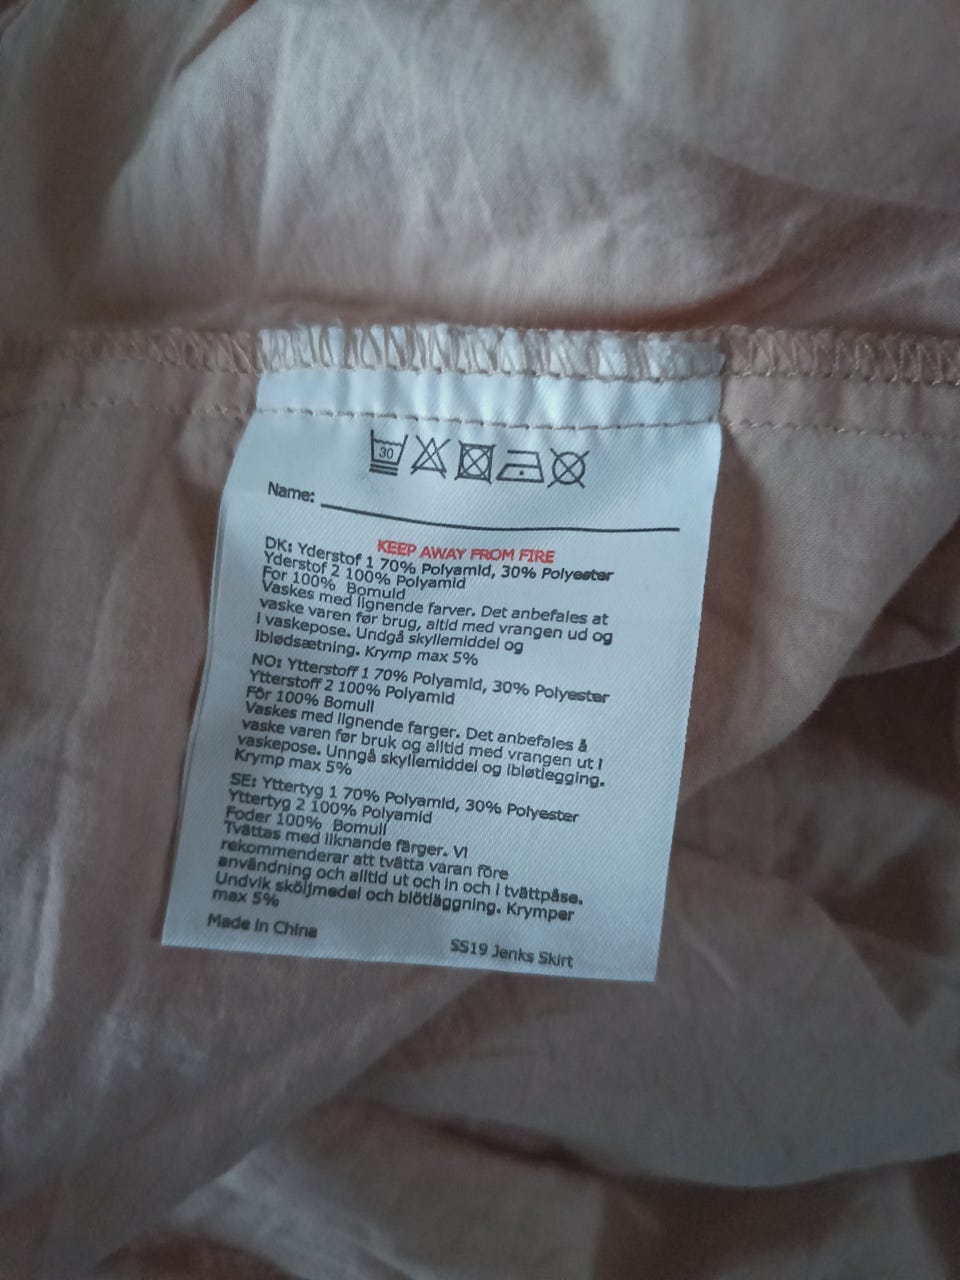 30
Name:
KEEP AWAY FROM FIRE
DK: Yderstof 1 70% Polyamid, 30% Polyester
Yderstof 2 100% Polyamid
For 100% Bomuld
Vaskes med lignende farver. Det anbefales at
vaske varen før brug, altid med vrangen ud og
i vaskepose. Undgå skyllemiddel og
iblødsætning. Krymp max 5%
NO: Ytterstoff 1 70% Polyamid, 30% Polyester
Ytterstoff 2 100% Polyamid
Fôr 100% Bomull
Vaskes med lignende farger. Det anbefales å
vaske varen før bruk og alltid med vrangen ut i
vaskepose. Unngå skyllemiddel og ibløtlegging.
Krymp max 5%
SE: Yttertyg 1 70% Polyamid, 30% Polyester
Yttertyg 2 100% Polyamid
Foder 100% Bomull
Tvättas med liknande färger. Vi
rekommenderar att tvätta varan före
användning och alltid ut och in och i tvättpåse.
Undvik sköljmedel och blötläggning. Krymper
max 5%
Made in China
SS19 Jenks Skirt